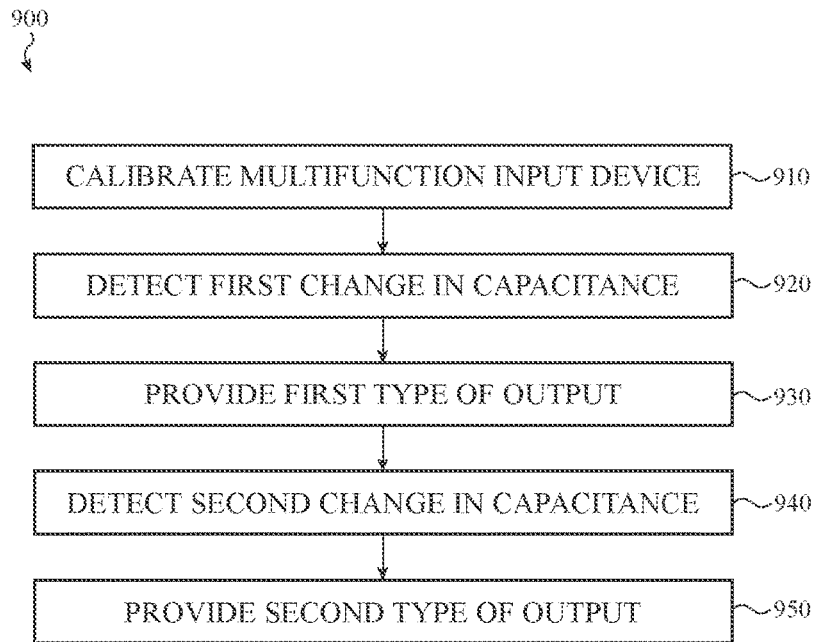 900
CALIBRATE MULTIFUNCTION INPUT DEVICE 910
DETECT FIRST CHANGE IN CAPACITANCE 920
PROVIDE FIRST TYPE OF OUTPUT 930
DETECT SECOND CHANGE IN CAPACITANCE 940
PROVIDE SECOND TYPE OF OUTPUT 950